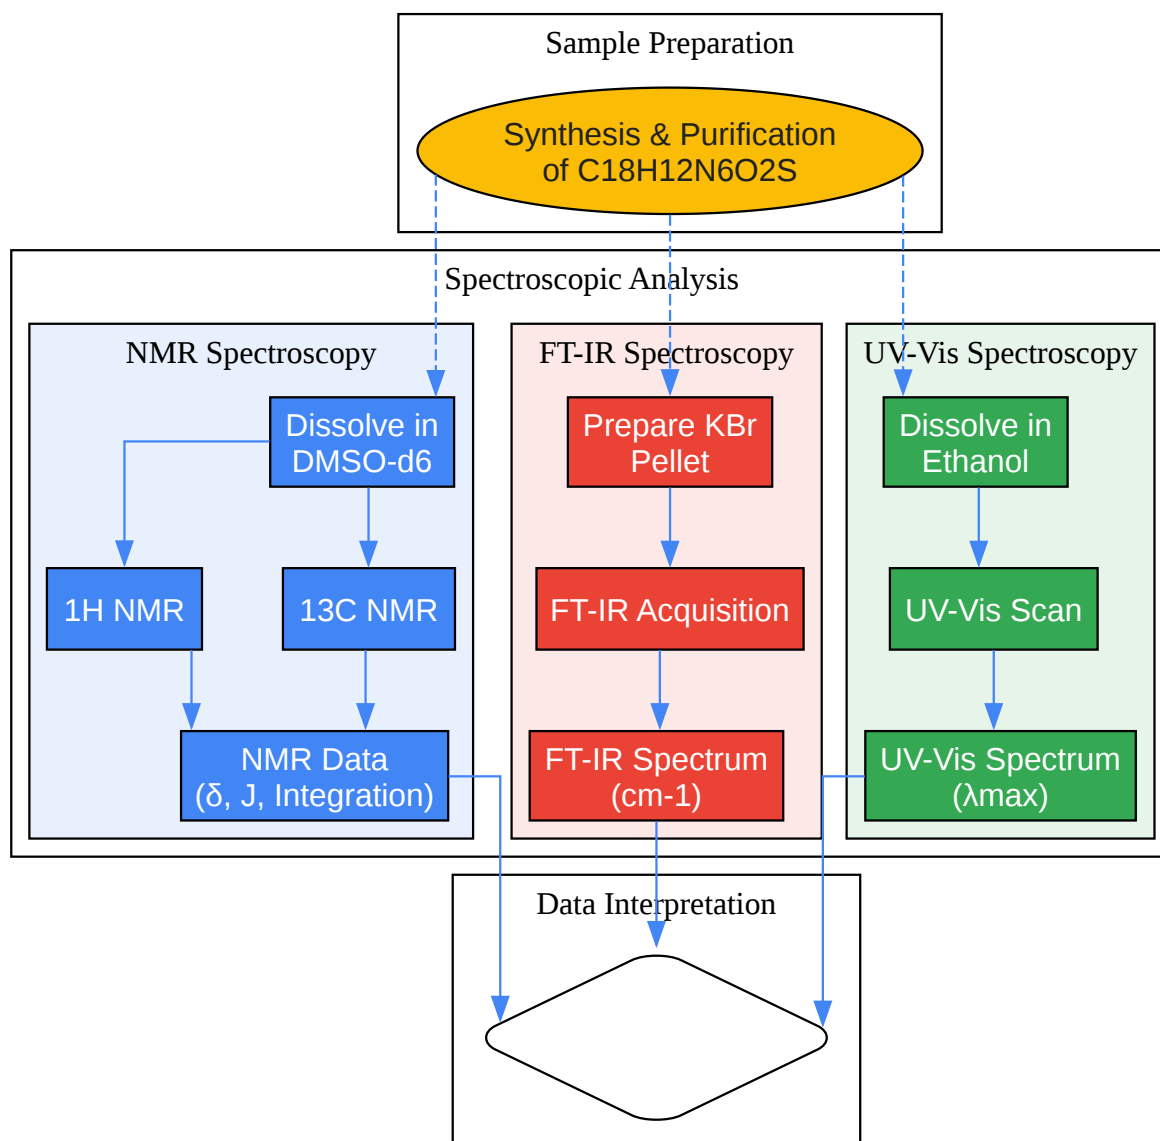 Sample Preparation
Synthesis & Purification
of C18H12N6O2S
Spectroscopic Analysis
NMR Spectroscopy
Dissolve in
DMSO-d6
1H NMR
13C NMR
NMR Data
(δ, J, Integration)
FT-IR Spectroscopy
Prepare KBr
Pellet
FT-IR Acquisition
FT-IR Spectrum
(cm-1)
UV-Vis Spectroscopy
Dissolve in
Ethanol
UV-Vis Scan
UV-Vis Spectrum
(λmax)
Data Interpretation